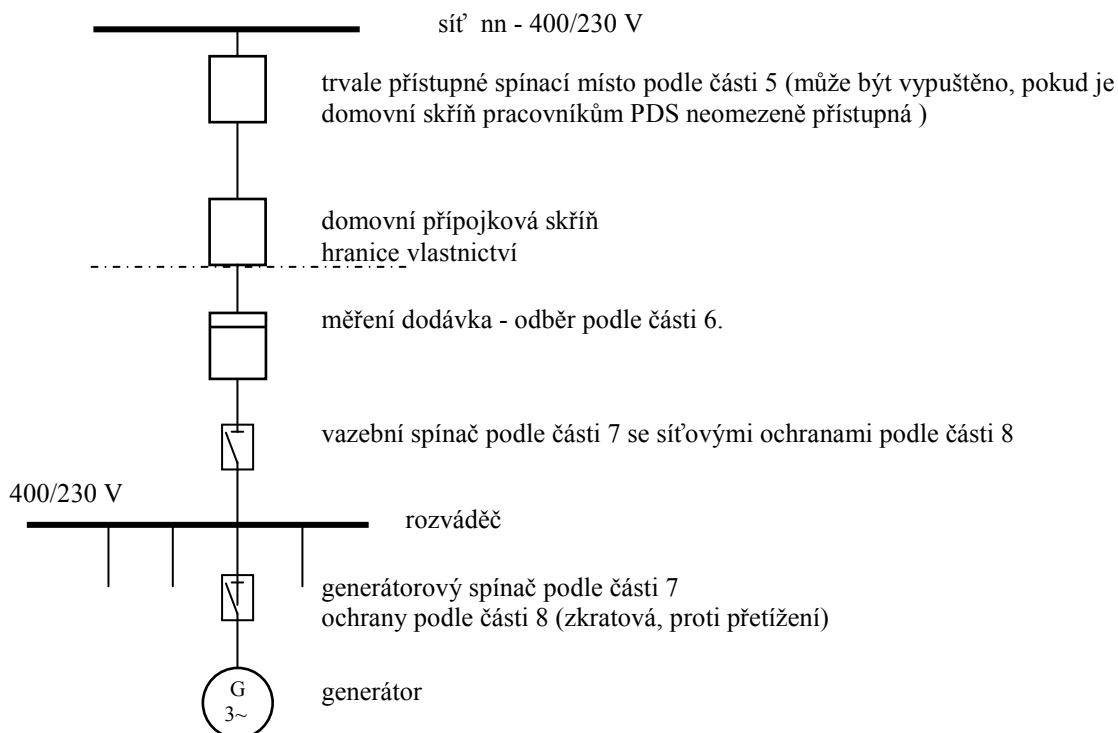 síť nn - 400/230 V
trvale přístupné spínací místo podle části 5 (může být vypuštěno, pokud je
domovní skříň pracovníkům PDS neomezeně přístupná )
domovní přípojková skříň
hranice vlastnictví
měření dodávka - odběr podle části 6.
vazební spínač podle části 7 se síťovými ochranami podle části 8
400/230 V
rozváděč
generátorový spínač podle části 7
ochrany podle části 8 (zkratová, proti přetížení)
G
3~
generátor